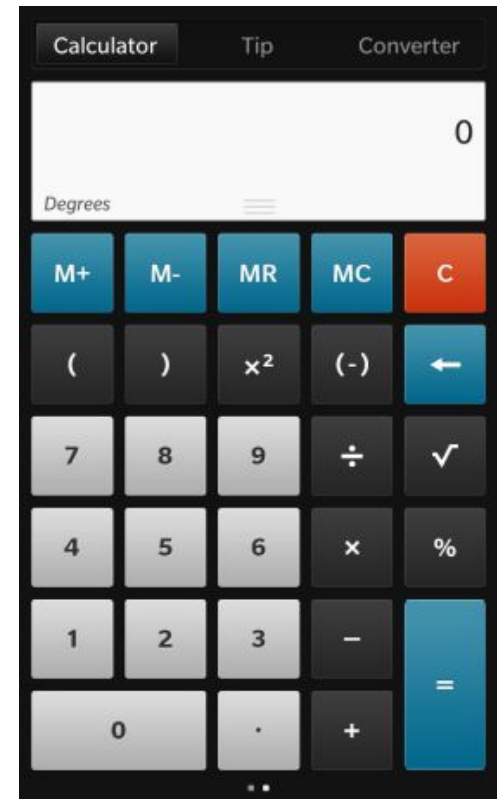 Calculator Tip Converter
0
Degrees
M+ M- MR MC C
( ) x² (-) ←
7 8 9 ÷ √
4 5 6 × %
1 2 3 −
=
0 · +